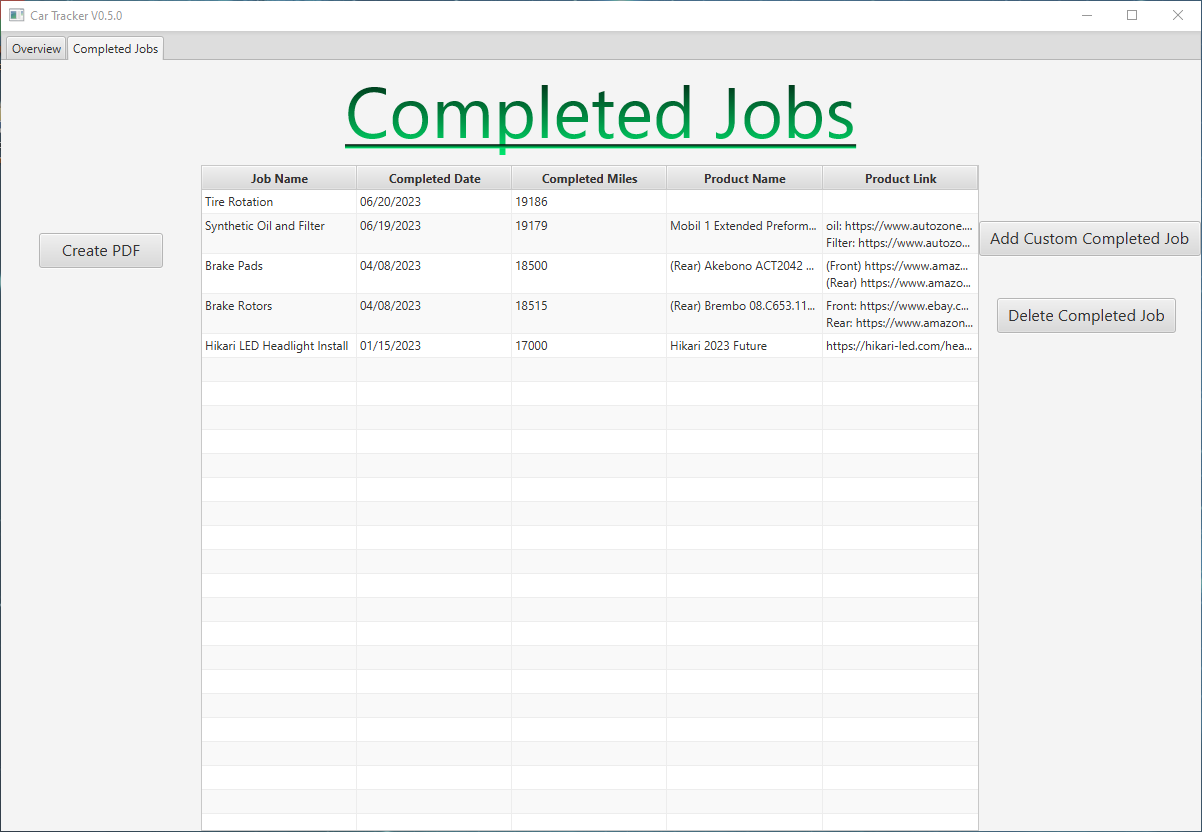 Car Tracker V0.5.0
Overview Completed Jobs
Completed Jobs
Job Name Completed Date Completed Miles Product Name Product Link
Tire Rotation 06/20/2023 19186
Synthetic Oil and Filter 06/19/2023 19179 Mobil 1 Extended Preform... oil: https://www.autozone....
Filter: https://www.autozo...
Create PDF
Add Custom Completed Job
Brake Pads 04/08/2023 18500 (Rear) Akebono ACT2042 ... (Front) https://www.amaz...
(Rear) https://www.amazo...
Brake Rotors 04/08/2023 18515 (Rear) Brembo 08.C653.11... Front: https://www.ebay.c...
Rear: https://www.amazon...
Delete Completed Job
Hikari LED Headlight Install 01/15/2023 17000 Hikari 2023 Future https://hikari-led.com/hea...